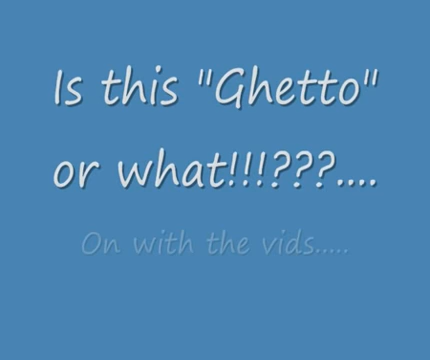 Is this "Ghetto"
or what!!!???....
On with the vids.....